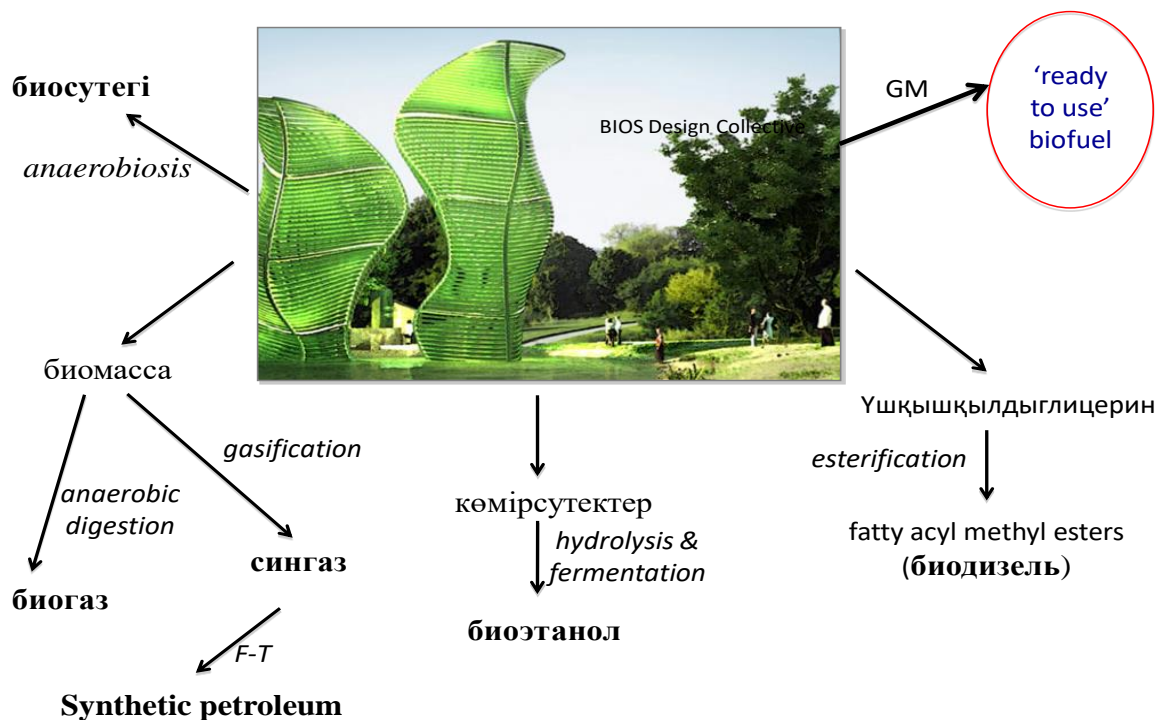 биосутегі
anaerobiosis
BIOS Design Collective
GM
‘ready
to use’
biofuel
биомасса
gasification
anaerobic
digestion
сингаз
биогаз
F-T
Synthetic petroleum
көмірсутектер
hydrolysis &
fermentation
биоэтанол
Үшқышқылдыглицерин
esterification
fatty acyl methyl esters
(биодизель)